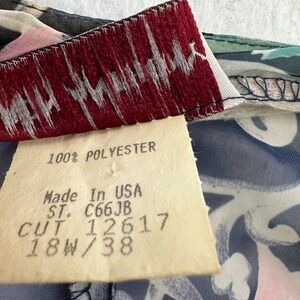 100% POLYESTER
Made In USA
ST. C66JB
CUT 12617
18W/38